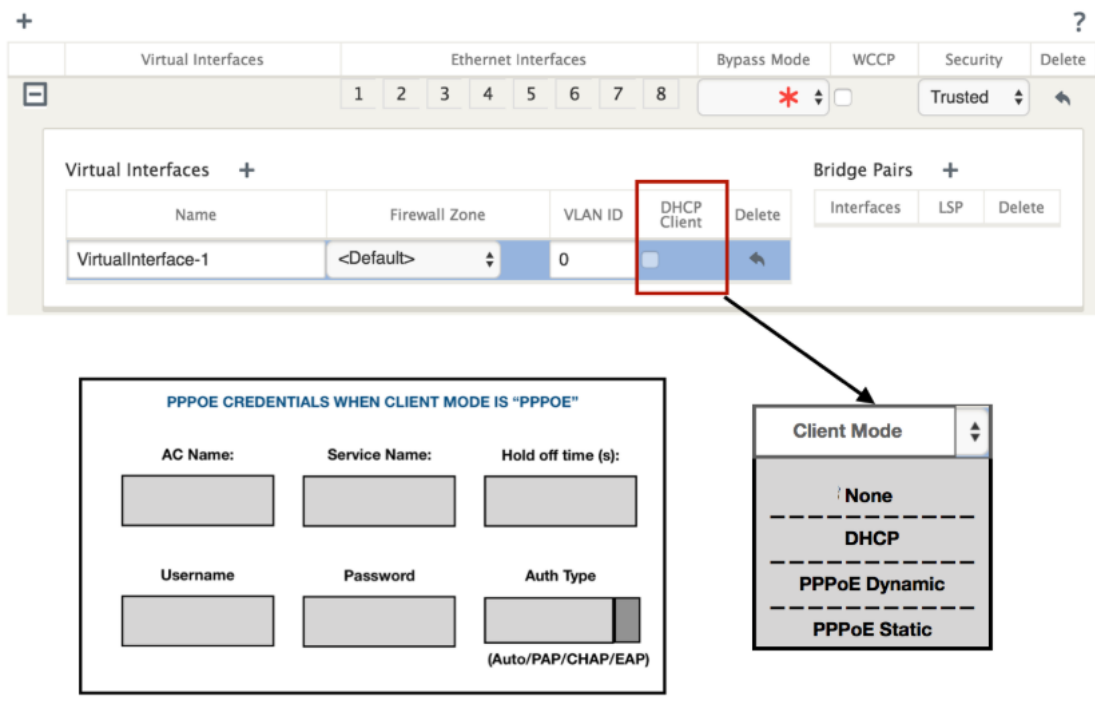 + ?
Virtual Interfaces Ethernet Interfaces Bypass Mode WCCP Security Delete
1 2 3 4 5 6 7 8 * Trusted
Virtual Interfaces +
Bridge Pairs +
Name Firewall Zone VLAN ID DHCP Client Delete
Interfaces LSP Delete
VirtualInterface-1 <Default> 0
PPPOE CREDENTIALS WHEN CLIENT MODE IS “PPPOE”
AC Name: Service Name: Hold off time (s):
Username Password Auth Type
(Auto/PAP/CHAP/EAP)
Client Mode
None
DHCP
PPPoE Dynamic
PPPoE Static